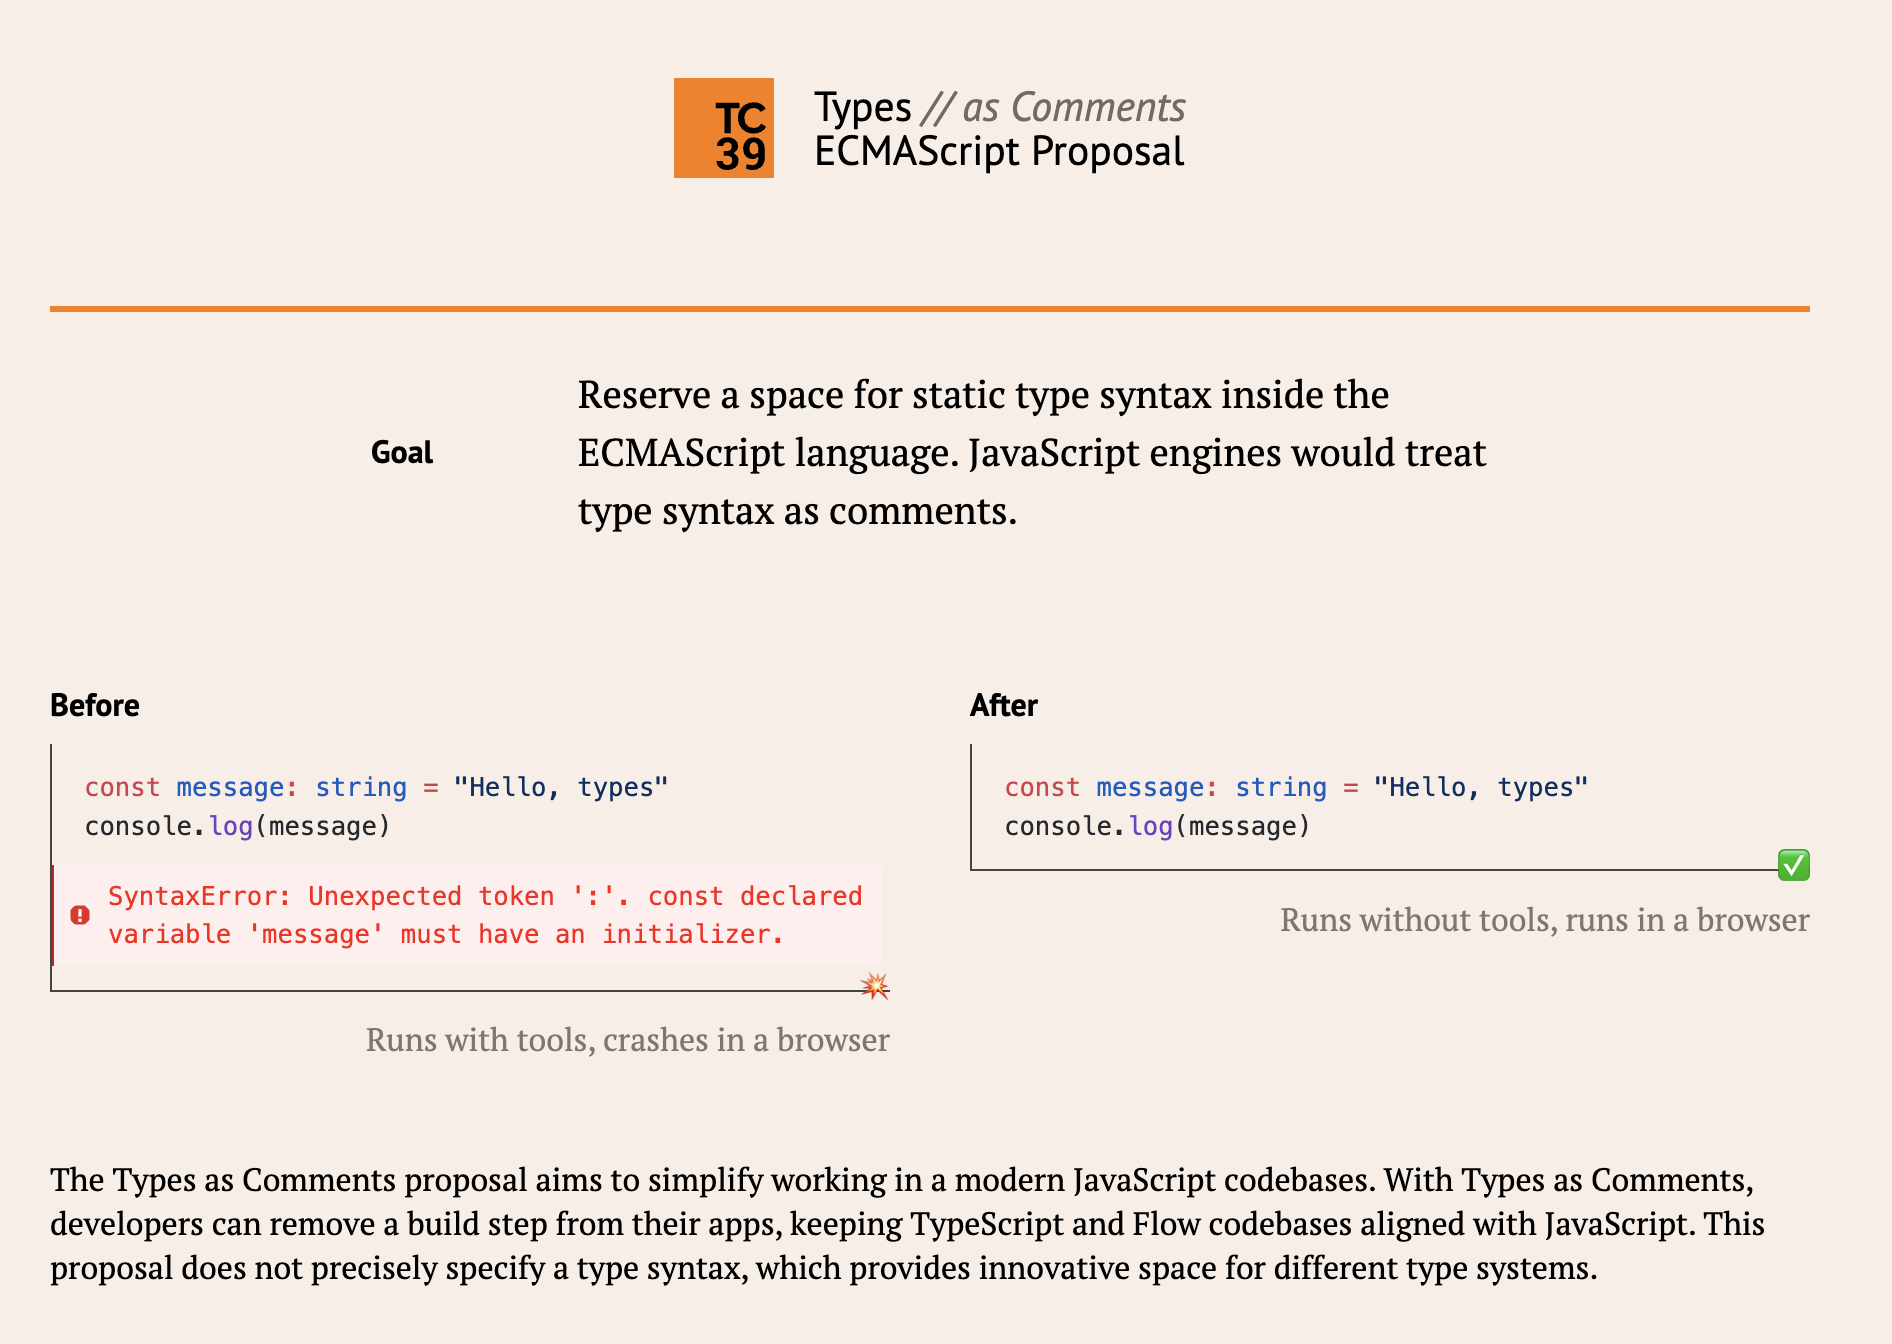 TC
39
Types // as Comments
ECMAScript Proposal
Goal
Reserve a space for static type syntax inside the
ECMAScript language. JavaScript engines would treat
type syntax as comments.
Before
const message: string = "Hello, types"
console.log(message)
SyntaxError: Unexpected token ':'. const declared
variable 'message' must have an initializer.
Runs with tools, crashes in a browser
After
const message: string = "Hello, types"
console.log(message)
Runs without tools, runs in a browser
The Types as Comments proposal aims to simplify working in a modern JavaScript codebases. With Types as Comments,
developers can remove a build step from their apps, keeping TypeScript and Flow codebases aligned with JavaScript. This
proposal does not precisely specify a type syntax, which provides innovative space for different type systems.